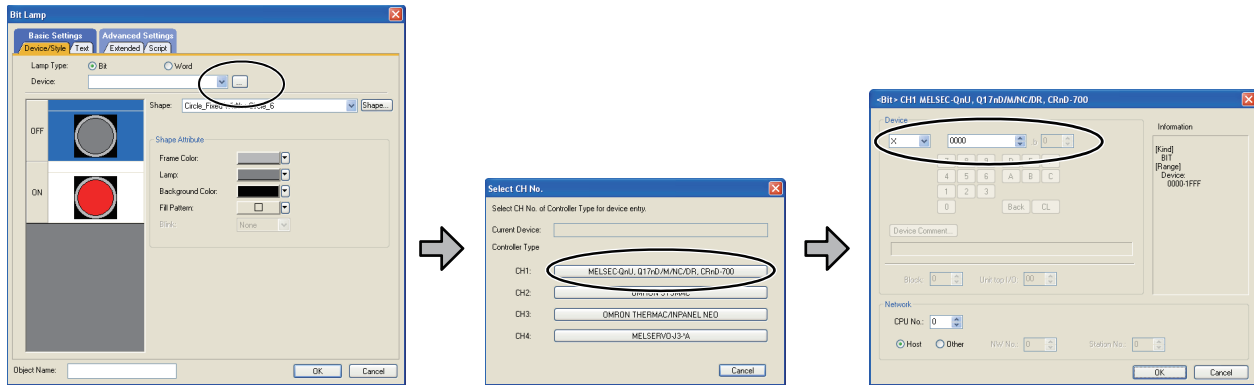 Bit Lamp
Basic Settings Advanced Settings
Device/Style Text Extended Script
Lamp Type: Bit Word
Device: ...
Shape: Circle_6 Shape...
OFF
Shape Attribute
Frame Color:
Lamp:
ON
Background Color:
Fill Pattern:
Blink: None
Object Name: OK Cancel
Select CH No.
Select CH No. of Controller Type for device entry.
Current Device:
Controller Type
CH1: MELSEC-QnU, Q17nD/M/NC/DR, CRnD-700
CH2: OMRON SYSMAC
CH3: OMRON THERMAC/INPANEL NEO
CH4: MELSERVO-J3-*A
Cancel
<Bit> CH1 MELSEC-QnU, Q17nD/M/NC/DR, CRnD-700
Device
X 0000 .b 0
7 8 9 D E F
4 5 6 A B C
1 2 3
0 Back CL
Device Comment...
Block: 0 Unit top I/O: 00
Network
CPU No.: 0
Host Other NW No.: 0 Station No.: 0
Information
[Kind]
BIT
[Range]
Device:
0000-1FFF
OK Cancel